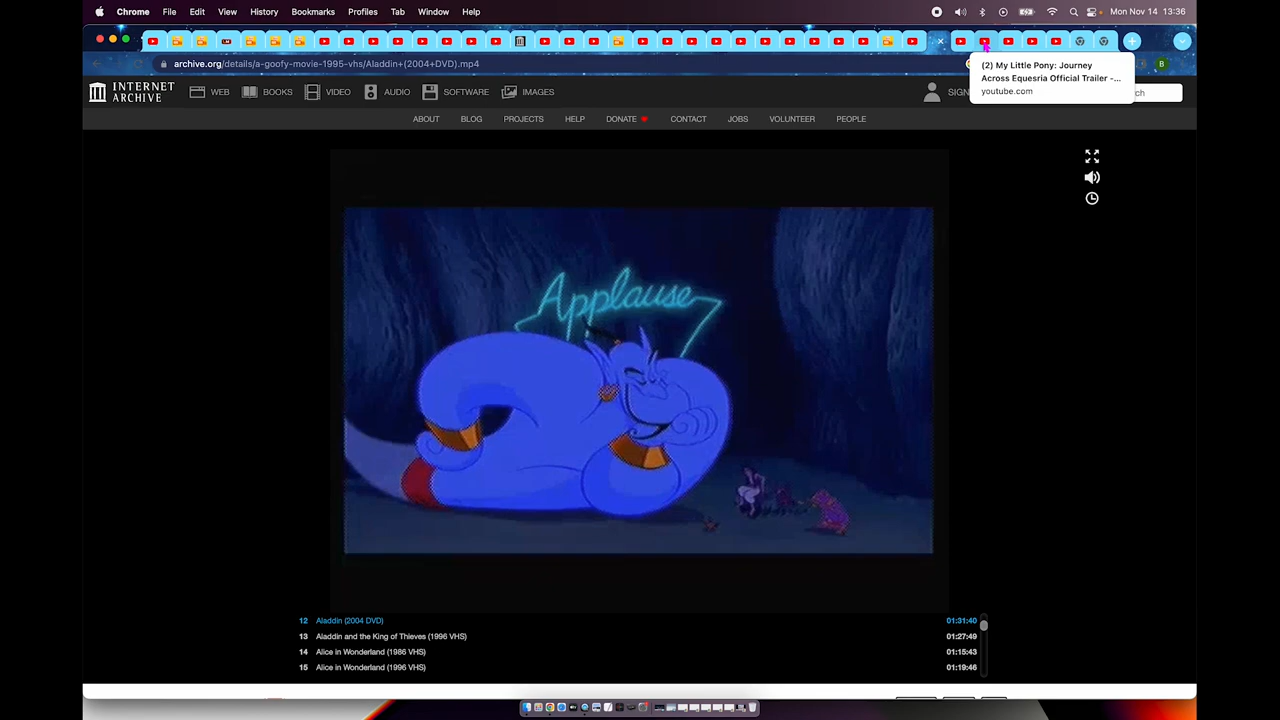 Chrome File Edit View History Bookmarks Profiles Tab Window Help Mon Nov 14 13:36
archive.org/details/a-goofy-movie-1995-vhs/Aladdin+(2004+DVD).mp4 B
(2) My Little Pony: Journey
Across Equesria Official Trailer -...
youtube.com
INTERNET ARCHIVE WEB BOOKS VIDEO AUDIO SOFTWARE IMAGES SIGN ch
ABOUT BLOG PROJECTS HELP DONATE CONTACT JOBS VOLUNTEER PEOPLE
Applause
12 Aladdin (2004 DVD) 01:31:40
13 Aladdin and the King of Thieves (1996 VHS) 01:27:49
14 Alice in Wonderland (1986 VHS) 01:15:43
15 Alice in Wonderland (1996 VHS) 01:19:46